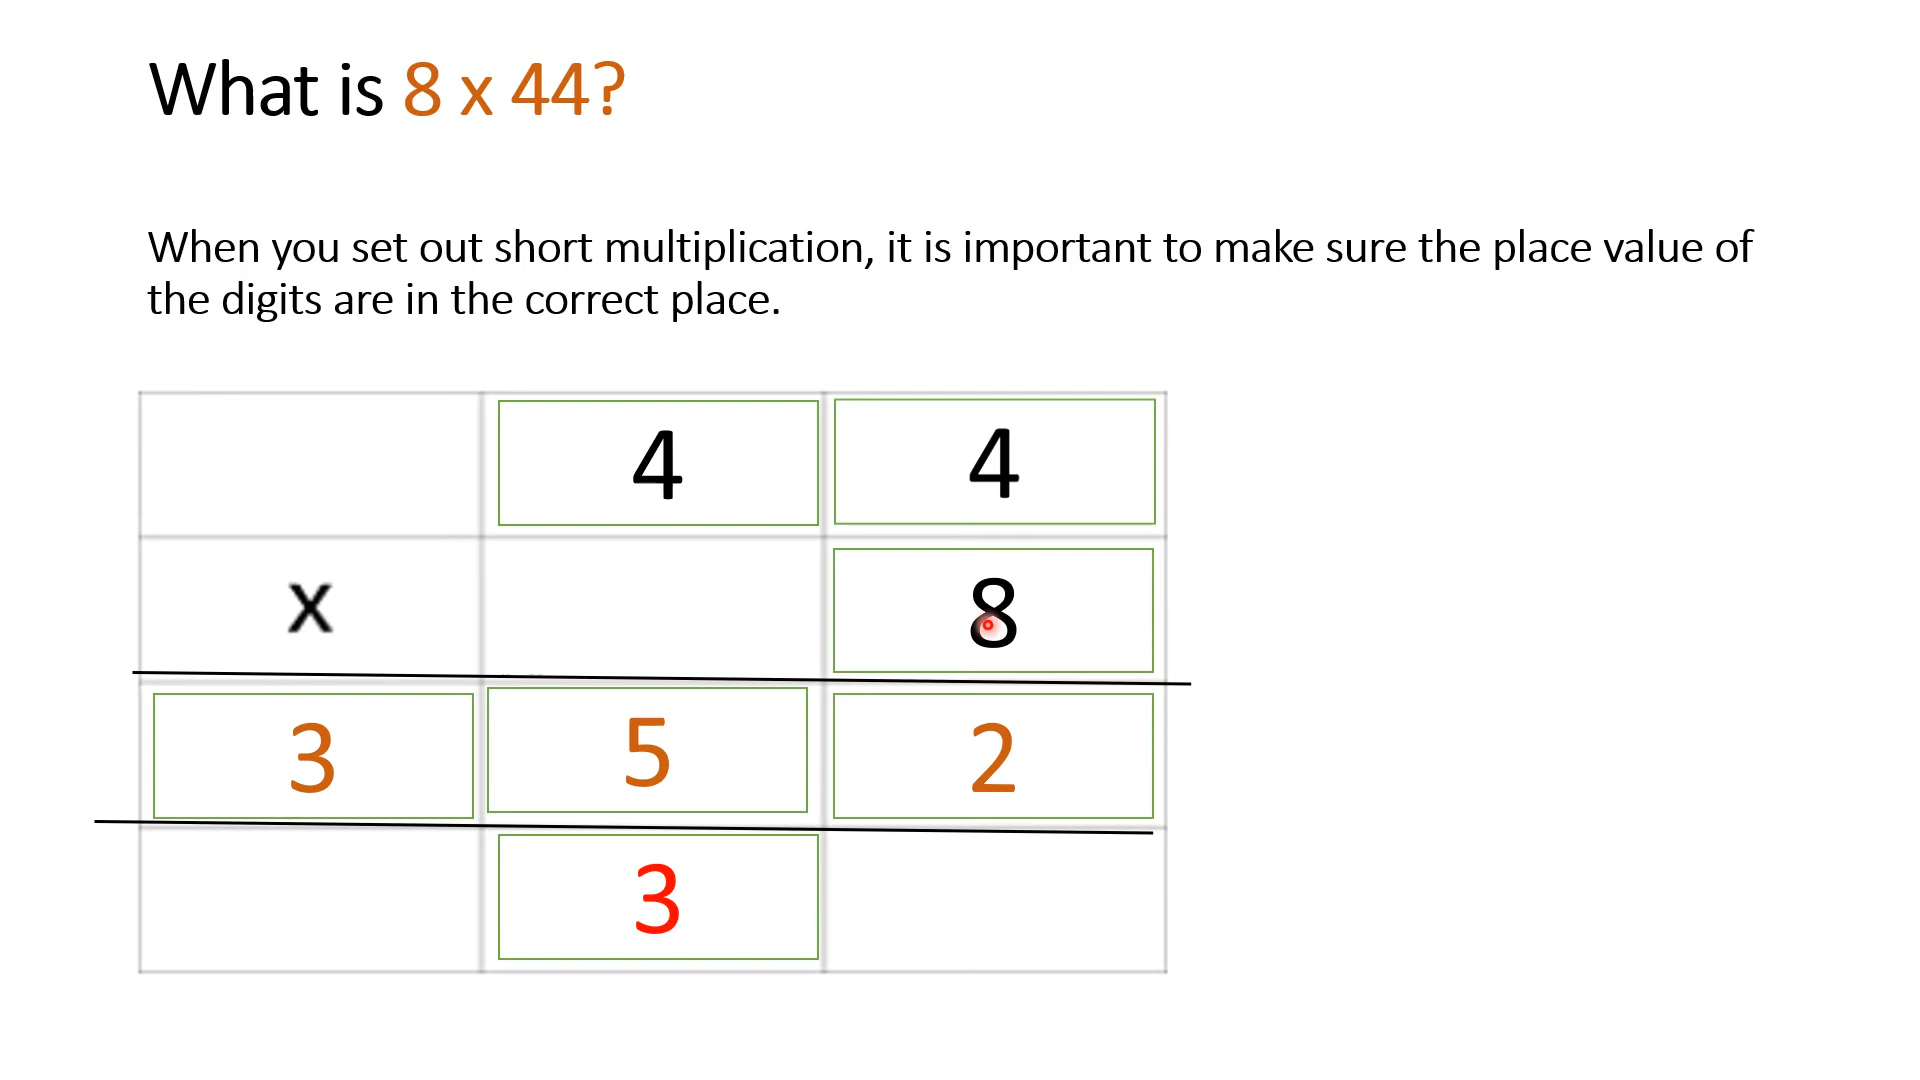 What is 8 x 44?
When you set out short multiplication, it is important to make sure the place value of
the digits are in the correct place.
4 4
x 8
3 5 2
3